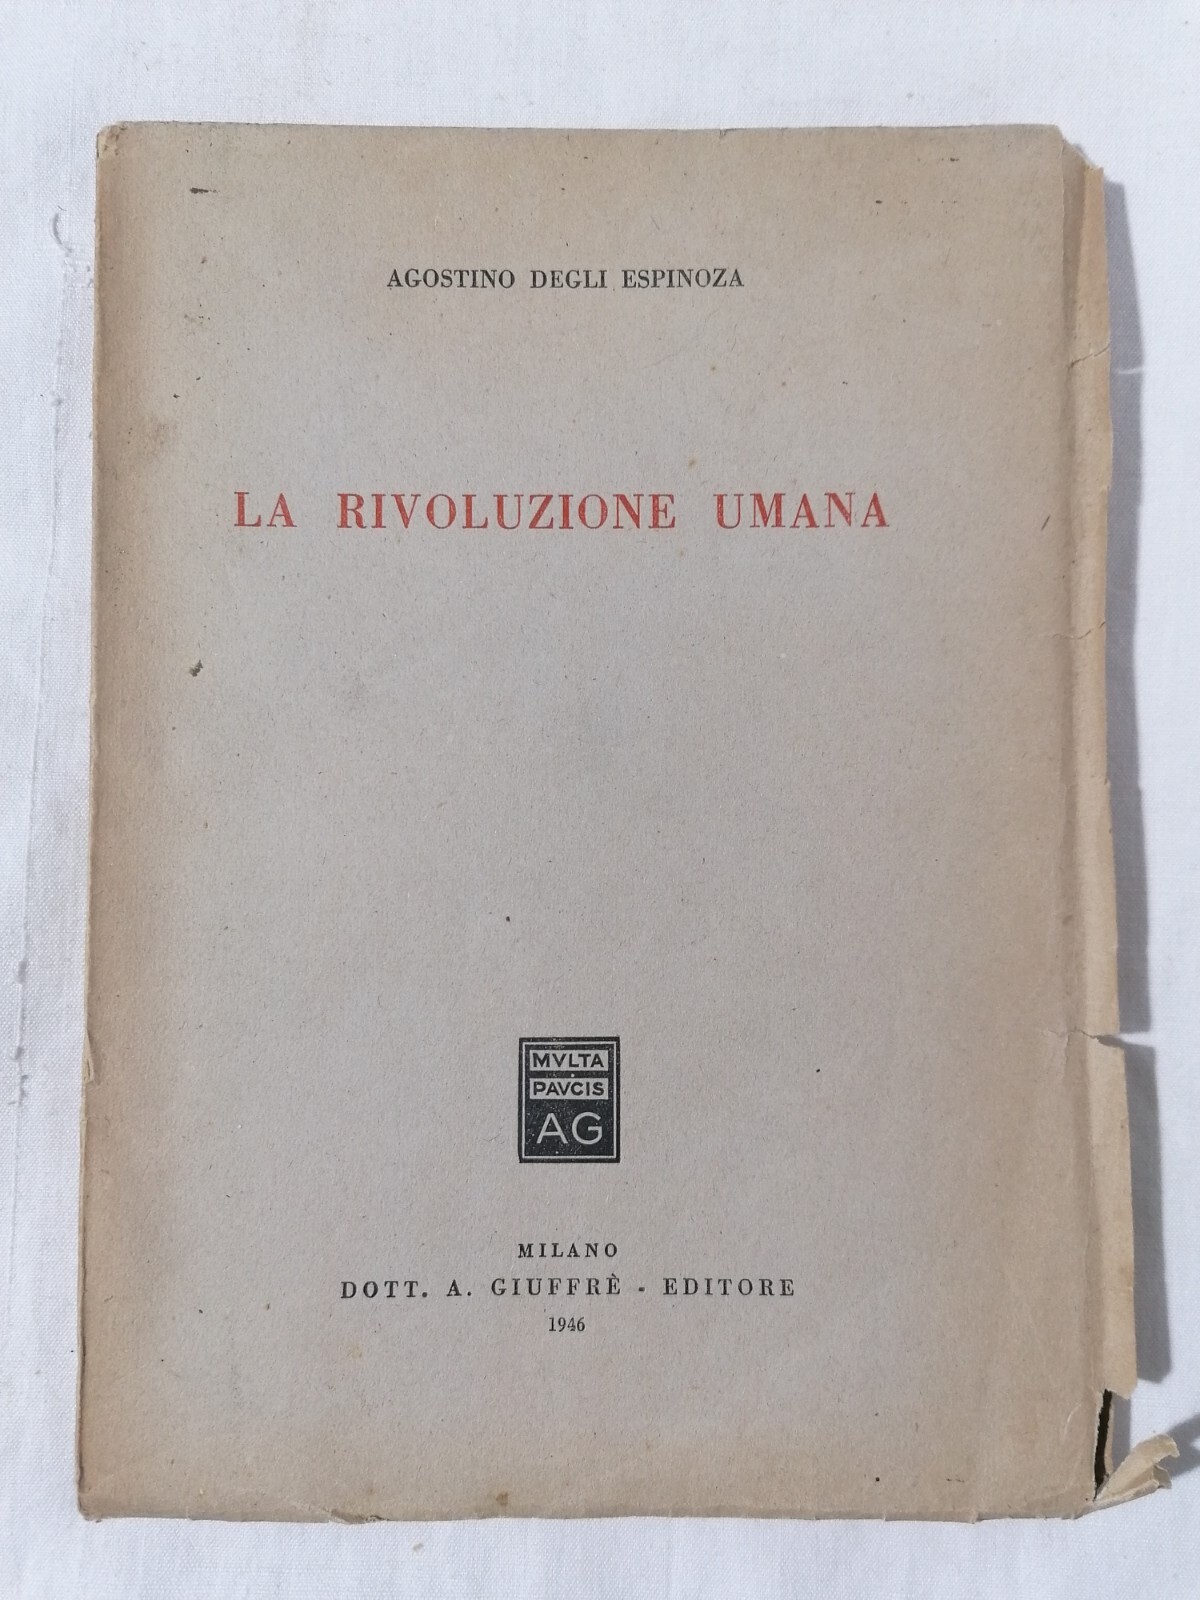 AGOSTINO DEGLI ESPINOZA
LA RIVOLUZIONE UMANA
MVLTA
PAVCIS
AG
MILANO
DOTT. A. GIUFFRÈ - EDITORE
1946